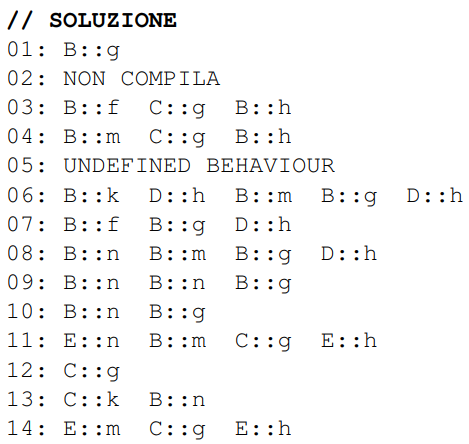 // SOLUZIONE
01: B::g
02: NON COMPILA
03: B::f  C::g  B::h
04: B::m  C::g  B::h
05: UNDEFINED BEHAVIOUR
06: B::k  D::h  B::m  B::g  D::h
07: B::f  B::g  D::h
08: B::n  B::m  B::g  D::h
09: B::n  B::n  B::g
10: B::n  B::g
11: E::n  B::m  C::g  E::h
12: C::g
13: C::k  B::n
14: E::m  C::g  E::h